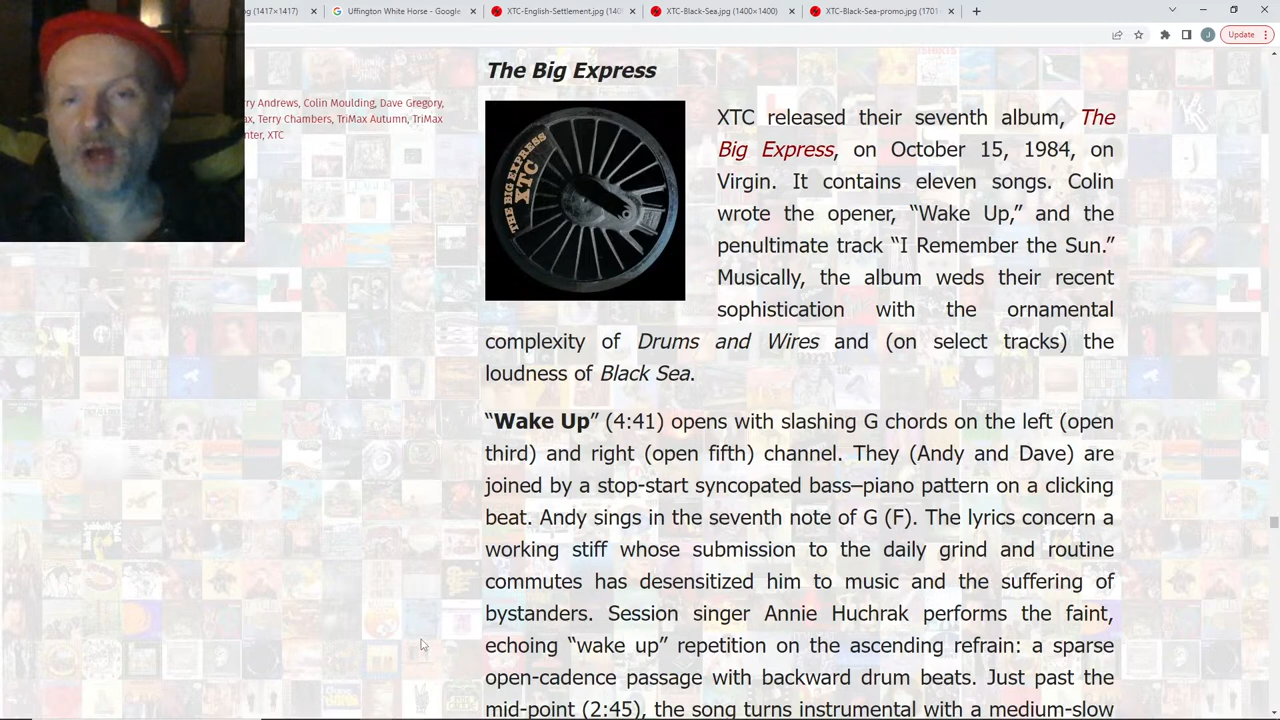 pg (1417×1417)
Uffington White Horse - Google
XTC-English-Settlement.jpg (140
XTC-Black-Sea.jpg (1400×1400)
XTC-Black-Sea-promo.jpg (1701
J
Update
ry Andrews, Colin Moulding, Dave Gregory,
ax, Terry Chambers, TriMax Autumn, TriMax
nter, XTC
The Big Express
THE BIG EXPRESS
XTC
XTC released their seventh album, The
Big Express, on October 15, 1984, on
Virgin. It contains eleven songs. Colin
wrote the opener, “Wake Up,” and the
penultimate track “I Remember the Sun.”
Musically, the album weds their recent
sophistication with the ornamental
complexity of Drums and Wires and (on select tracks) the
loudness of Black Sea.
“Wake Up” (4:41) opens with slashing G chords on the left (open
third) and right (open fifth) channel. They (Andy and Dave) are
joined by a stop-start syncopated bass–piano pattern on a clicking
beat. Andy sings in the seventh note of G (F). The lyrics concern a
working stiff whose submission to the daily grind and routine
commutes has desensitized him to music and the suffering of
bystanders. Session singer Annie Huchrak performs the faint,
echoing “wake up” repetition on the ascending refrain: a sparse
open-cadence passage with backward drum beats. Just past the
mid-point (2:45), the song turns instrumental with a medium-slow